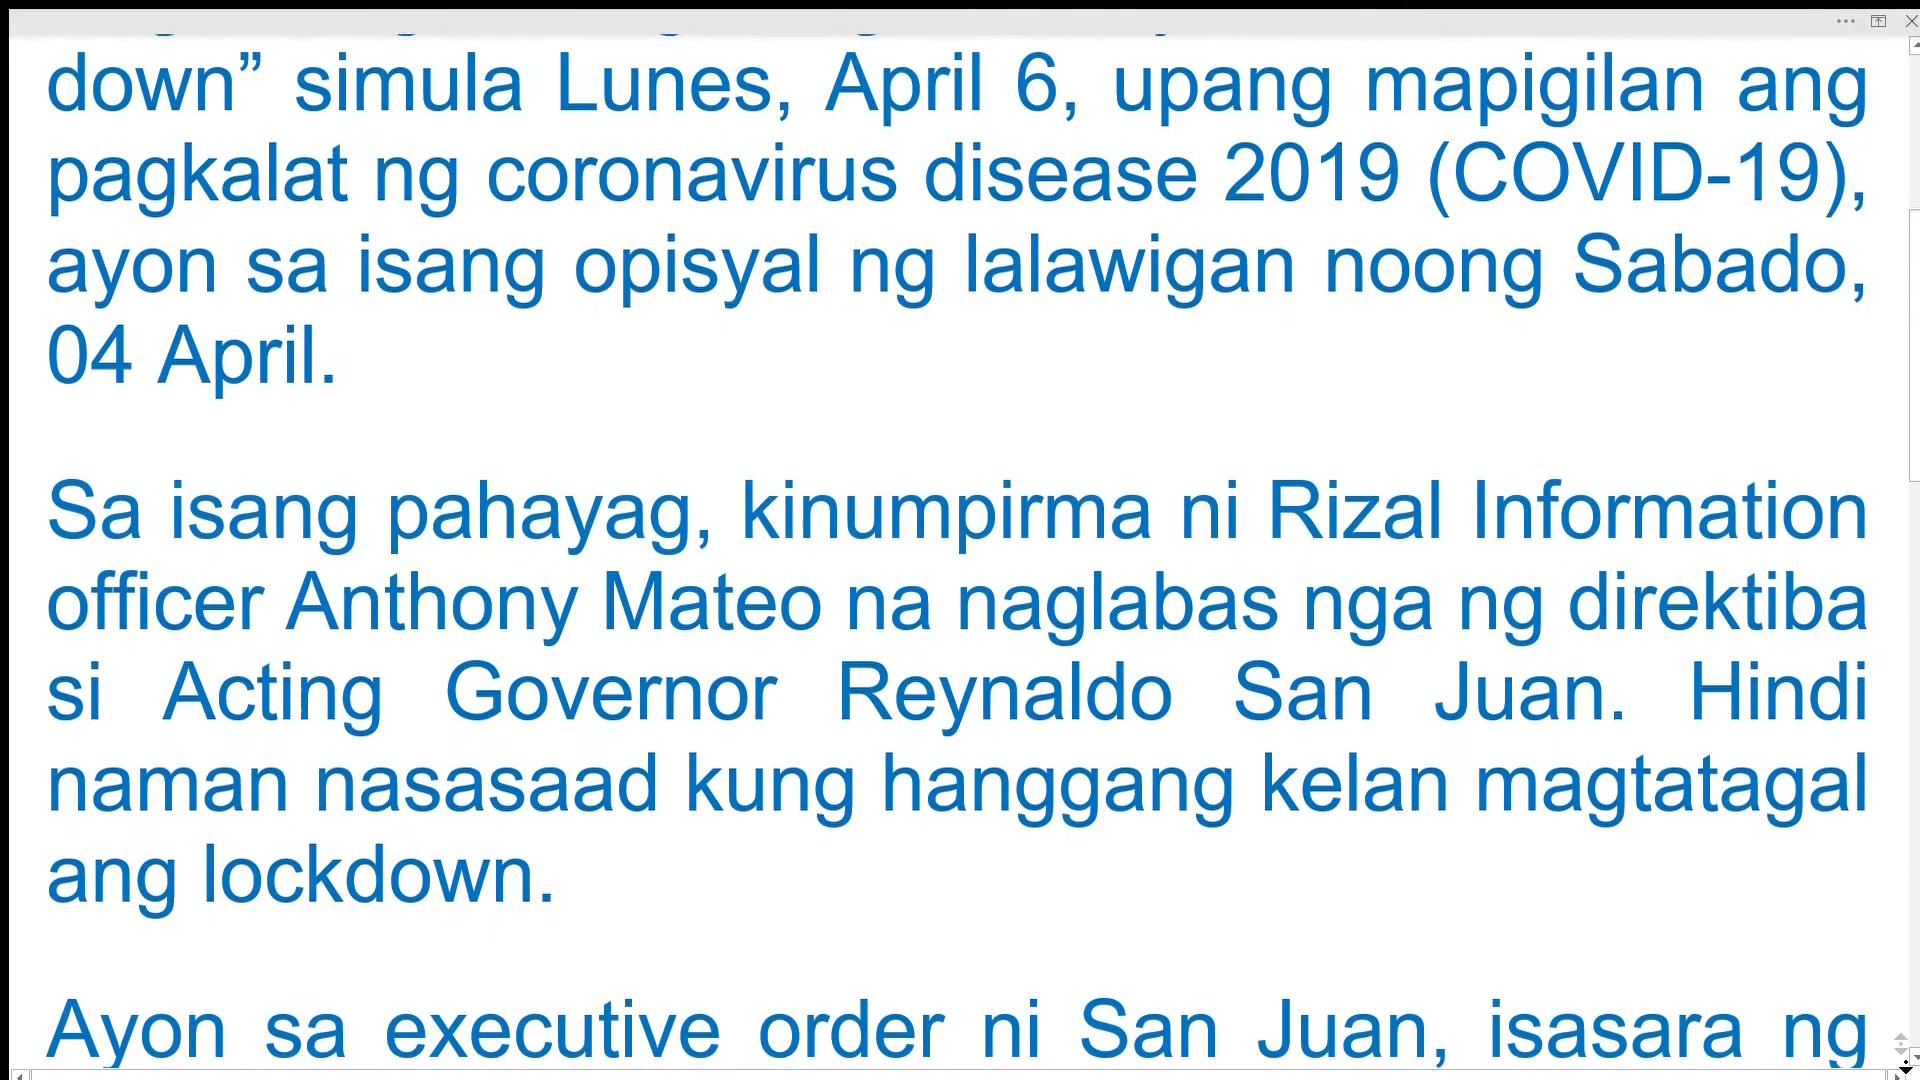 down” simula Lunes, April 6, upang mapigilan ang
pagkalat ng coronavirus disease 2019 (COVID-19),
ayon sa isang opisyal ng lalawigan noong Sabado,
04 April.
Sa isang pahayag, kinumpirma ni Rizal Information
officer Anthony Mateo na naglabas nga ng direktiba
si Acting Governor Reynaldo San Juan. Hindi
naman nasasaad kung hanggang kelan magtatagal
ang lockdown.
Ayon sa executive order ni San Juan, isasara ng